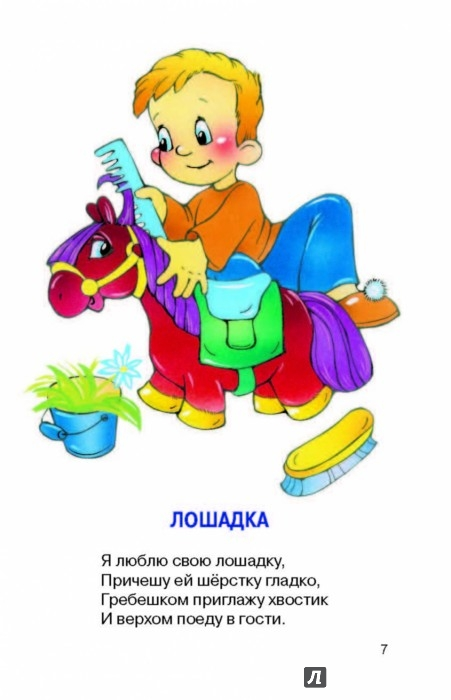 ЛОШАДКА
Я люблю свою лошадку,
Причешу ей шёрстку гладко,
Гребешком приглажу хвостик
И верхом поеду в гости.
7
Л